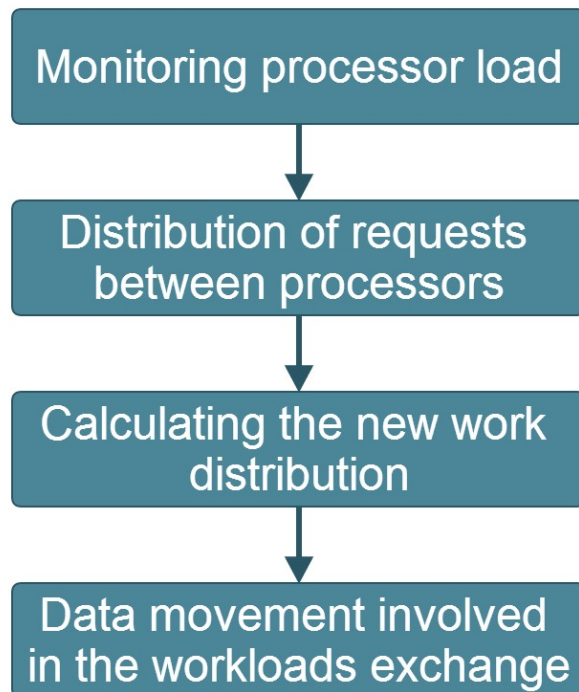 Monitoring processor load
Distribution of requests
between processors
Calculating the new work
distribution
Data movement involved
in the workloads exchange